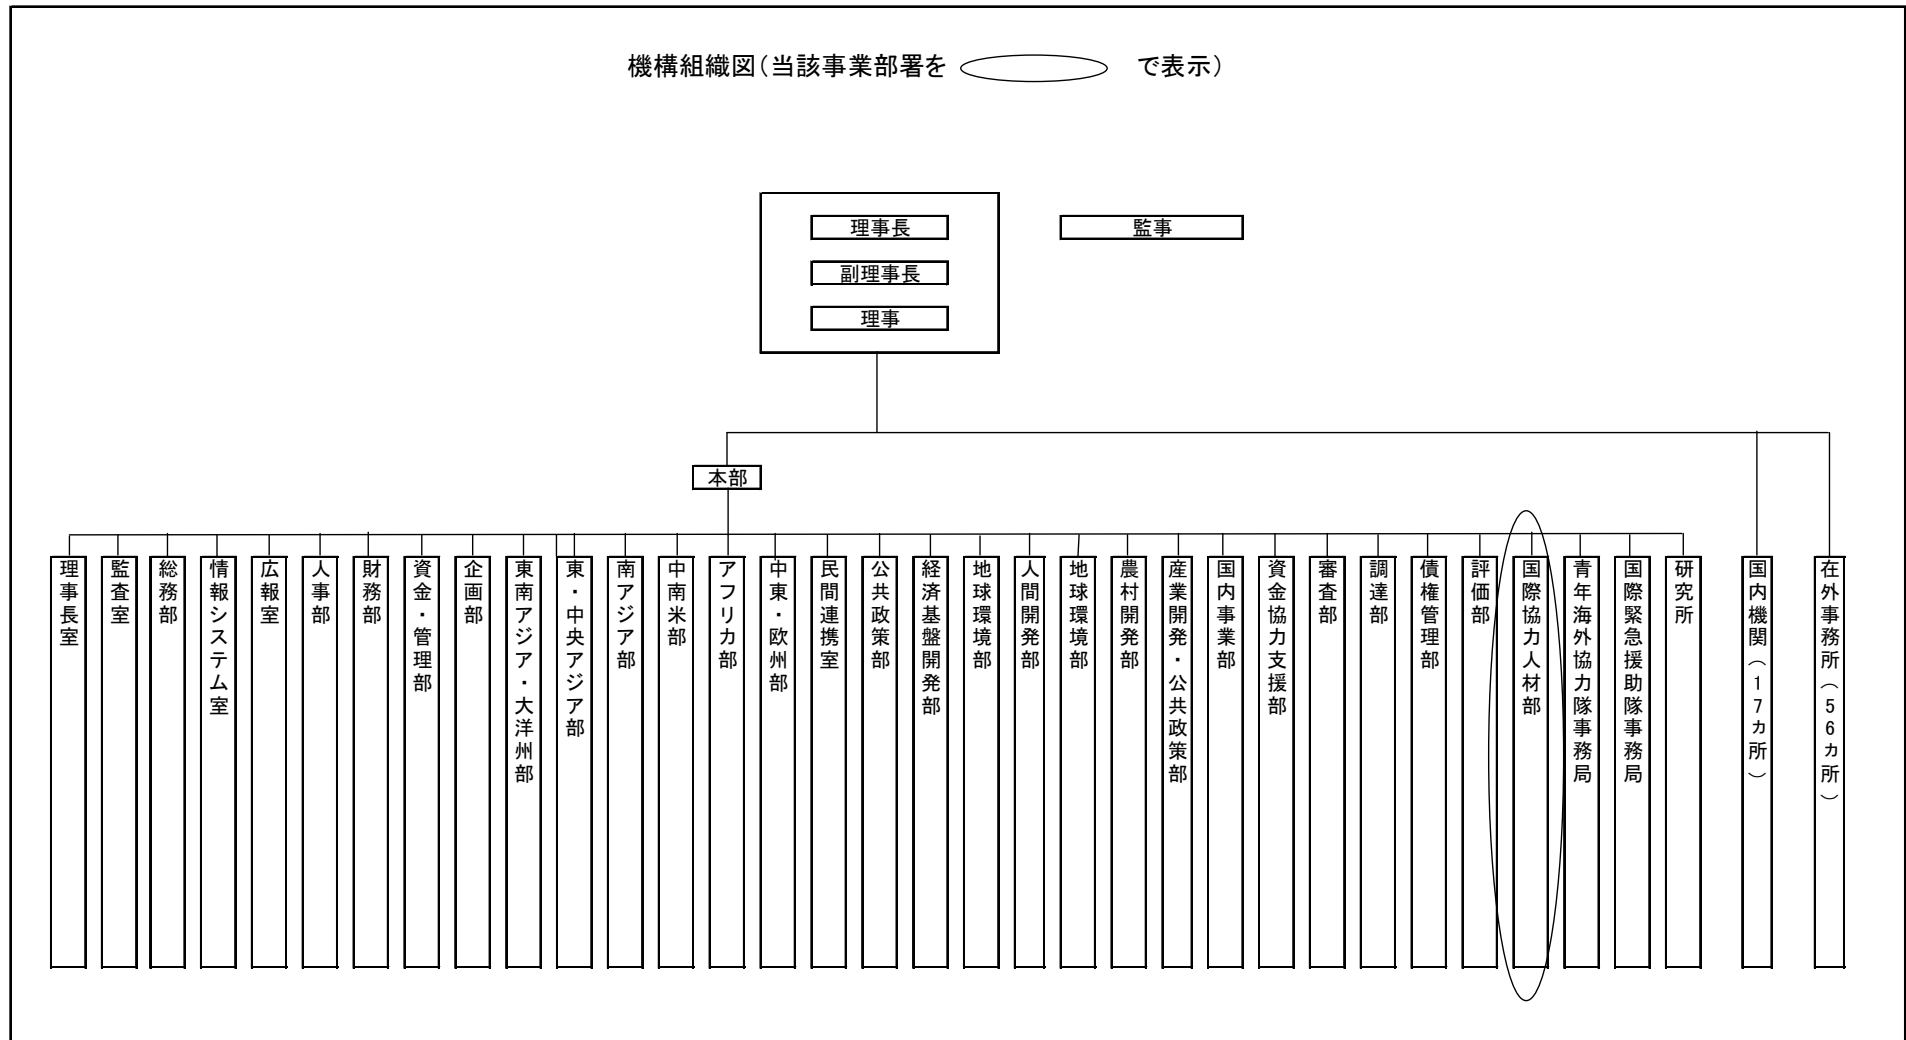 機構組織図（当該事業部署を　で表示）
理事長
監事
副理事長
理事
本部
理事長室
監査室
総務部
情報システム室
広報室
人事部
財務部
資金・管理部
企画部
東南アジア・大洋州部
東・中央アジア部
南アジア部
中南米部
アフリカ部
中東・欧州部
民間連携室
公共政策部
経済基盤開発部
地球環境部
人間開発部
地球環境部
農村開発部
産業開発・公共政策部
国内事業部
資金協力支援部
審査部
調達部
債権管理部
評価部
国際協力人材部
青年海外協力隊事務局
国際緊急援助隊事務局
研究所
国内機関（17カ所）
在外事務所（56カ所）